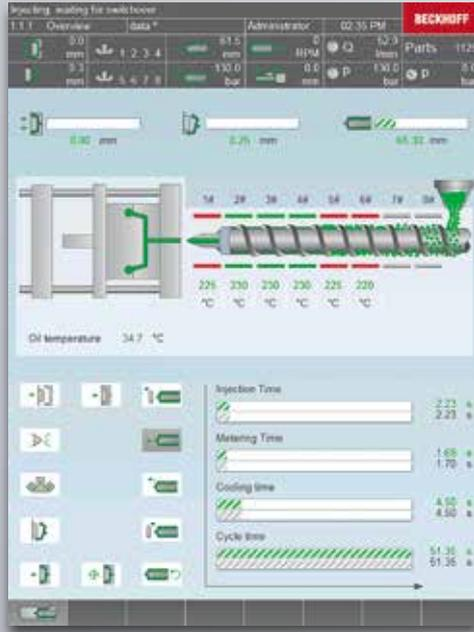 Injecting, waiting for switchover
1.1.1 Overview data* Administrator 02:35 PM BECKHOFF
0.0 mm 1 2 3 4 61.5 mm 0 RPM Q 52.9 l/min Parts
0.3 mm 5 6 7 8 130.0 bar 0.0 mm P 130.0 bar P
0.00 mm 0.25 mm mm
1# 2# 3# 4# 5# 6# 7# 8#
225 230 230 230 225 220
°C °C °C °C °C °C
Oil temperature 34.7 °C
Injection Time
2.23 s
2.23 s
Metering Time
1.69 s
1.70 s
Cooling time
4.50 s
4.50 s
Cycle time
51.35 s
51.35 s